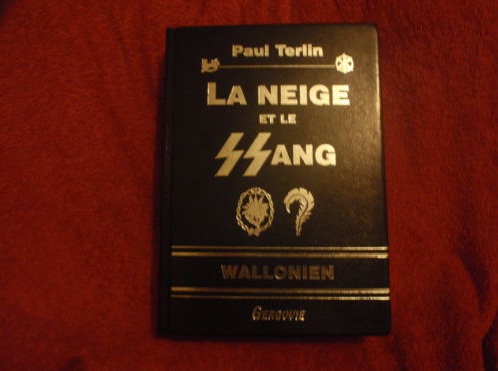 Paul Terlin
LA NEIGE
ET LE
SSANG
WALLONIEN
GERGOVIE